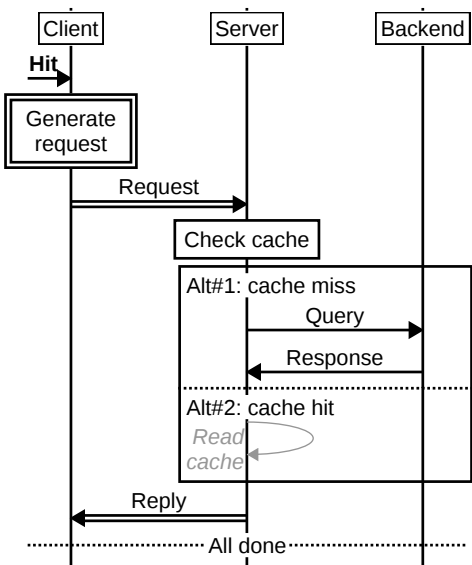 Client Server Backend
Hit
Generate
request
Request
Check cache
Alt#1: cache miss
Query
Response
Alt#2: cache hit
Read
cache
Reply
All done